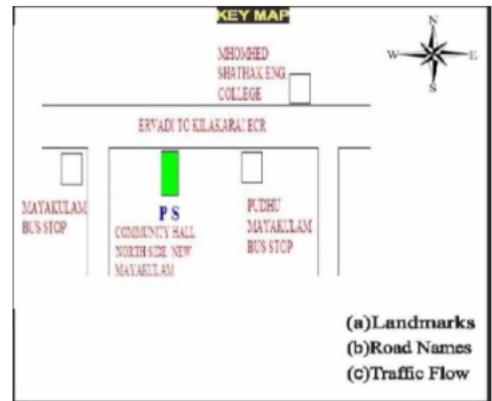 KEY MAP
N
W E
S
MHOMHED
SHATHAK ENG.
COLLEGE
ERVADI TO KILAKARAI ECR
MAYAKULAM
BUS STOP
P S
COMMUNITY HALL
NORTH SIDE NEW
MAYAKULAM
PUDHU
MAYAKULAM
BUS STOP
(a)Landmarks
(b)Road Names
(c)Traffic Flow